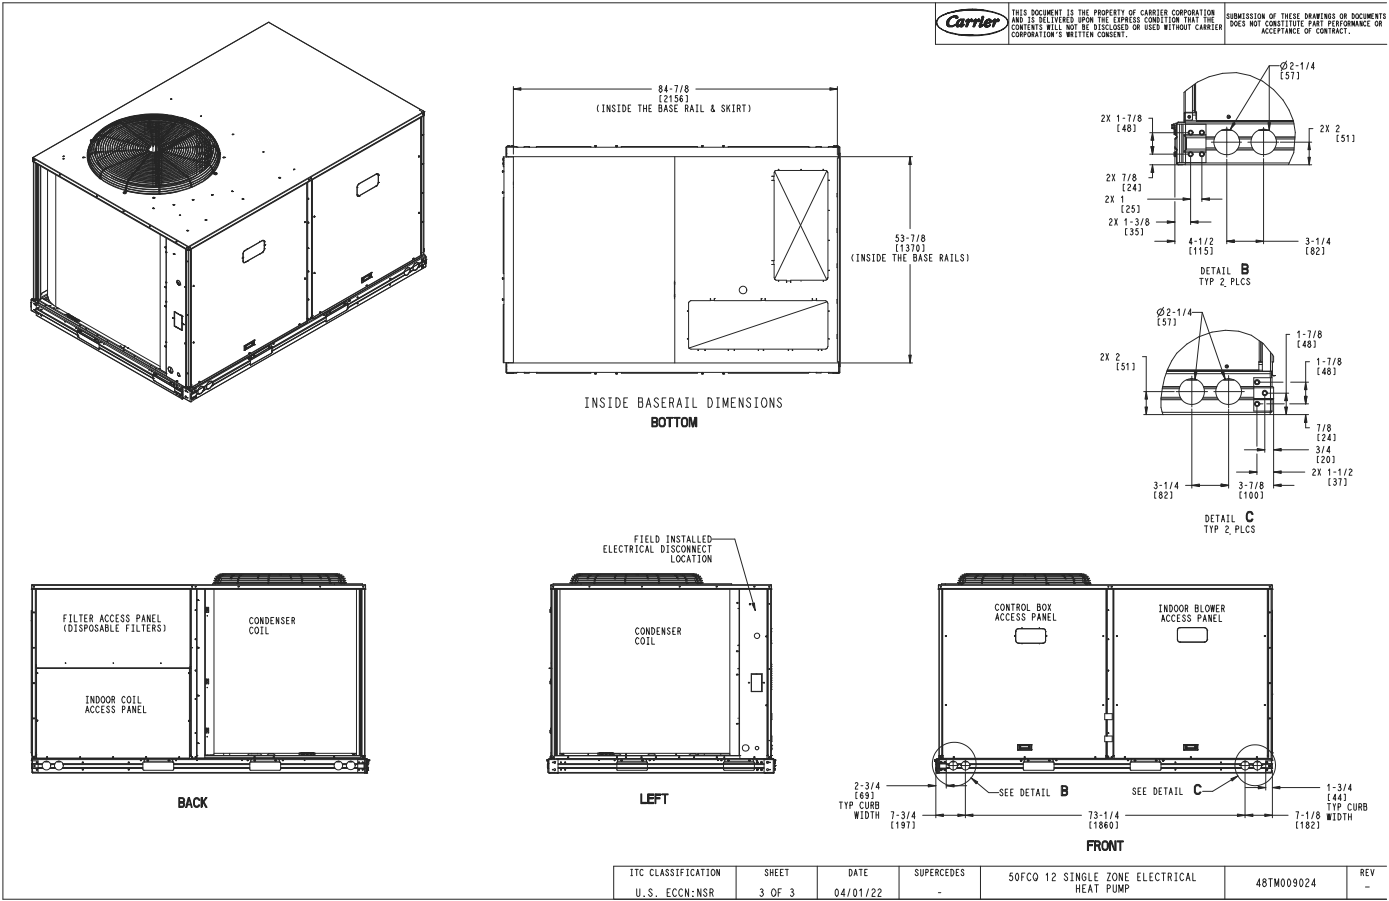 Carrier
THIS DOCUMENT IS THE PROPERTY OF CARRIER CORPORATION
AND IS DELIVERED UPON THE EXPRESS CONDITION THAT THE
CONTENTS WILL NOT BE DISCLOSED OR USED WITHOUT CARRIER
CORPORATION'S WRITTEN CONSENT.
SUBMISSION OF THESE DRAWINGS OR DOCUMENTS
DOES NOT CONSTITUTE PART PERFORMANCE OR
ACCEPTANCE OF CONTRACT.
84-7/8
[2156]
(INSIDE THE BASE RAIL & SKIRT)
53-7/8
[1370]
(INSIDE THE BASE RAILS)
INSIDE BASERAIL DIMENSIONS
BOTTOM
Ø2-1/4
[57]
2X 1-7/8
[48]
2X 2
[51]
2X 7/8
[24]
2X 1
[25]
2X 1-3/8
[35]
4-1/2
[115]
3-1/4
[82]
DETAIL B
TYP 2 PLCS
Ø2-1/4
[57]
1-7/8
[48]
2X 2
[51]
1-7/8
[48]
7/8
[24]
3/4
[20]
2X 1-1/2
[37]
3-1/4
[82]
3-7/8
[100]
DETAIL C
TYP 2 PLCS
FILTER ACCESS PANEL
(DISPOSABLE FILTERS)
CONDENSER
COIL
INDOOR COIL
ACCESS PANEL
BACK
FIELD INSTALLED
ELECTRICAL DISCONNECT
LOCATION
CONDENSER
COIL
LEFT
CONTROL BOX
ACCESS PANEL
INDOOR BLOWER
ACCESS PANEL
2-3/4
[69]
TYP CURB
WIDTH
7-3/4
[197]
SEE DETAIL B
SEE DETAIL C
73-1/4
[1860]
7-1/8
[182]
1-3/4
[44]
TYP CURB
WIDTH
FRONT
ITC CLASSIFICATION
U.S. ECCN:NSR
SHEET
3 OF 3
DATE
04/01/22
SUPERCEDES
-
50FCQ 12 SINGLE ZONE ELECTRICAL
HEAT PUMP
48TM009024
REV
-